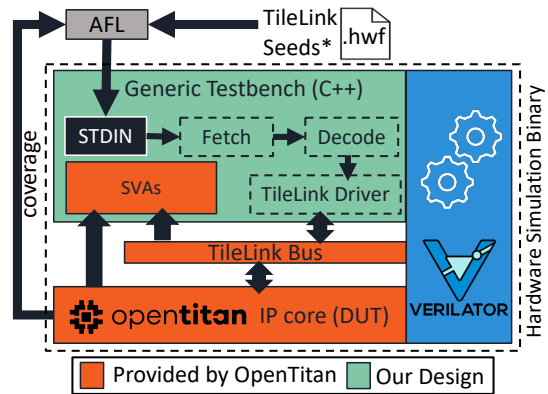 AFL
TileLink
Seeds*
.hwf
Generic Testbench (C++)
STDIN
Fetch
Decode
SVAs
TileLink Driver
TileLink Bus
opentitan IP core (DUT)
VERILATOR
coverage
Hardware Simulation Binary
Provided by OpenTitan
Our Design